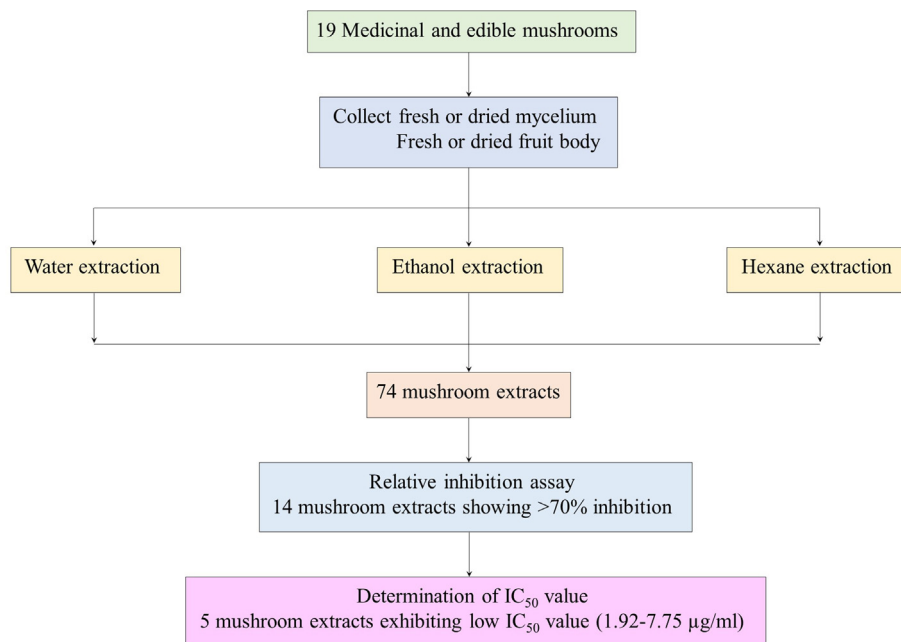 19 Medicinal and edible mushrooms
Collect fresh or dried mycelium
Fresh or dried fruit body
Water extraction
Ethanol extraction
Hexane extraction
74 mushroom extracts
Relative inhibition assay
14 mushroom extracts showing >70% inhibition
Determination of IC50 value
5 mushroom extracts exhibiting low IC50 value (1.92-7.75 µg/ml)